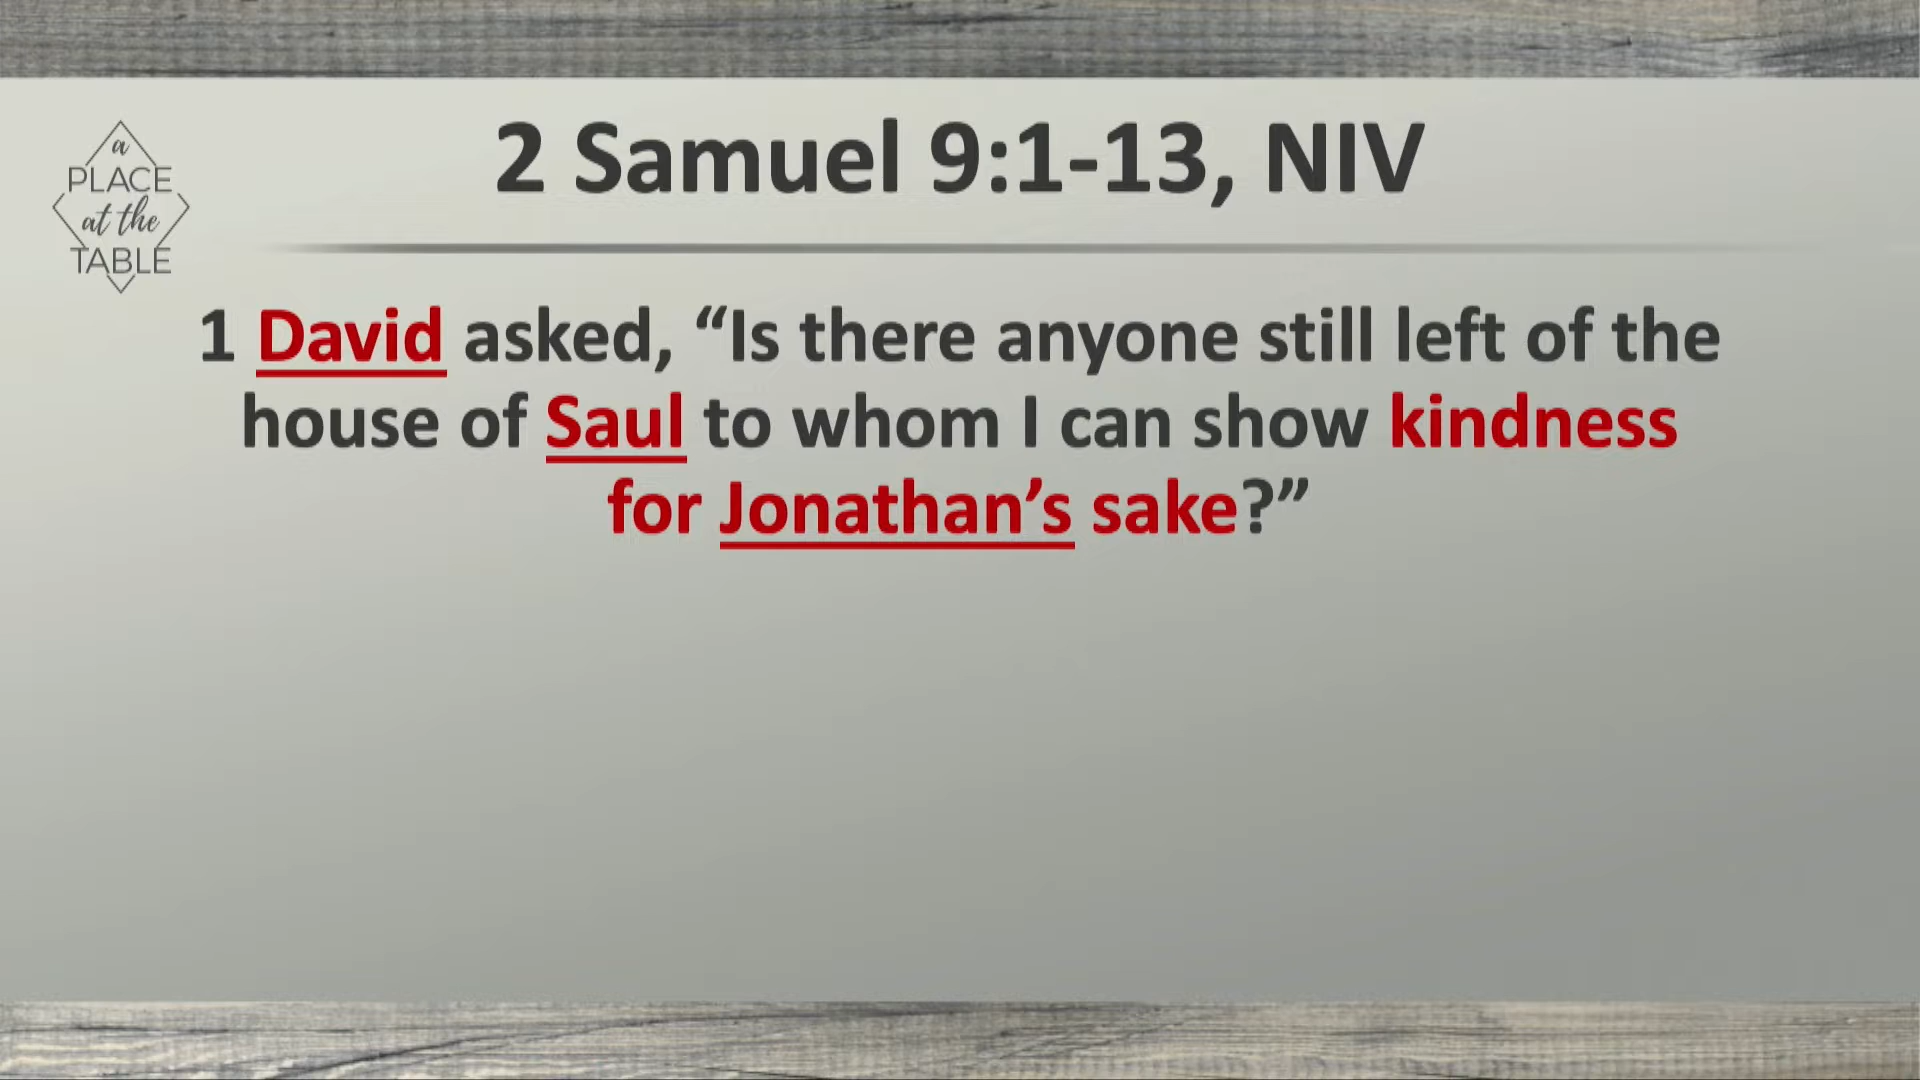 a
PLACE
at the
TABLE
2 Samuel 9:1-13, NIV
1 David asked, “Is there anyone still left of the
house of Saul to whom I can show kindness
for Jonathan’s sake?”